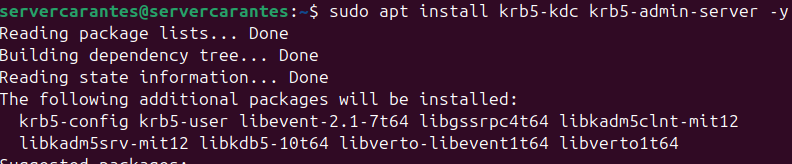 servercarantes@servercarantes:~$ sudo apt install krb5-kdc krb5-admin-server -y
Reading package lists... Done
Building dependency tree... Done
Reading state information... Done
The following additional packages will be installed:
  krb5-config krb5-user libevent-2.1-7t64 libgssrpc4t64 libkadm5clnt-mit12
  libkadm5srv-mit12 libkdb5-10t64 libverto-libevent1t64 libverto1t64
Suggested packages: